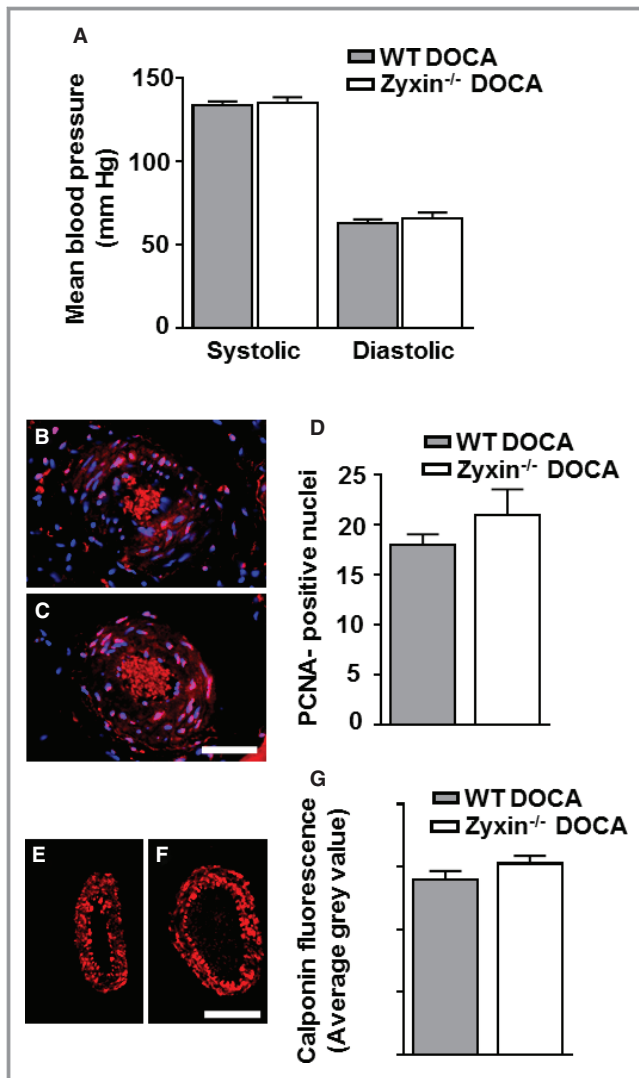 A
WT DOCA
Zyxin-/- DOCA
Mean blood pressure
(mm Hg)
150
100
50
0
Systolic
Diastolic
B
C
D
WT DOCA
Zyxin-/- DOCA
PCNA- positive nuclei
25
20
15
10
5
0
E
F
G
WT DOCA
Zyxin-/- DOCA
Calponin fluorescence
(Average grey value)